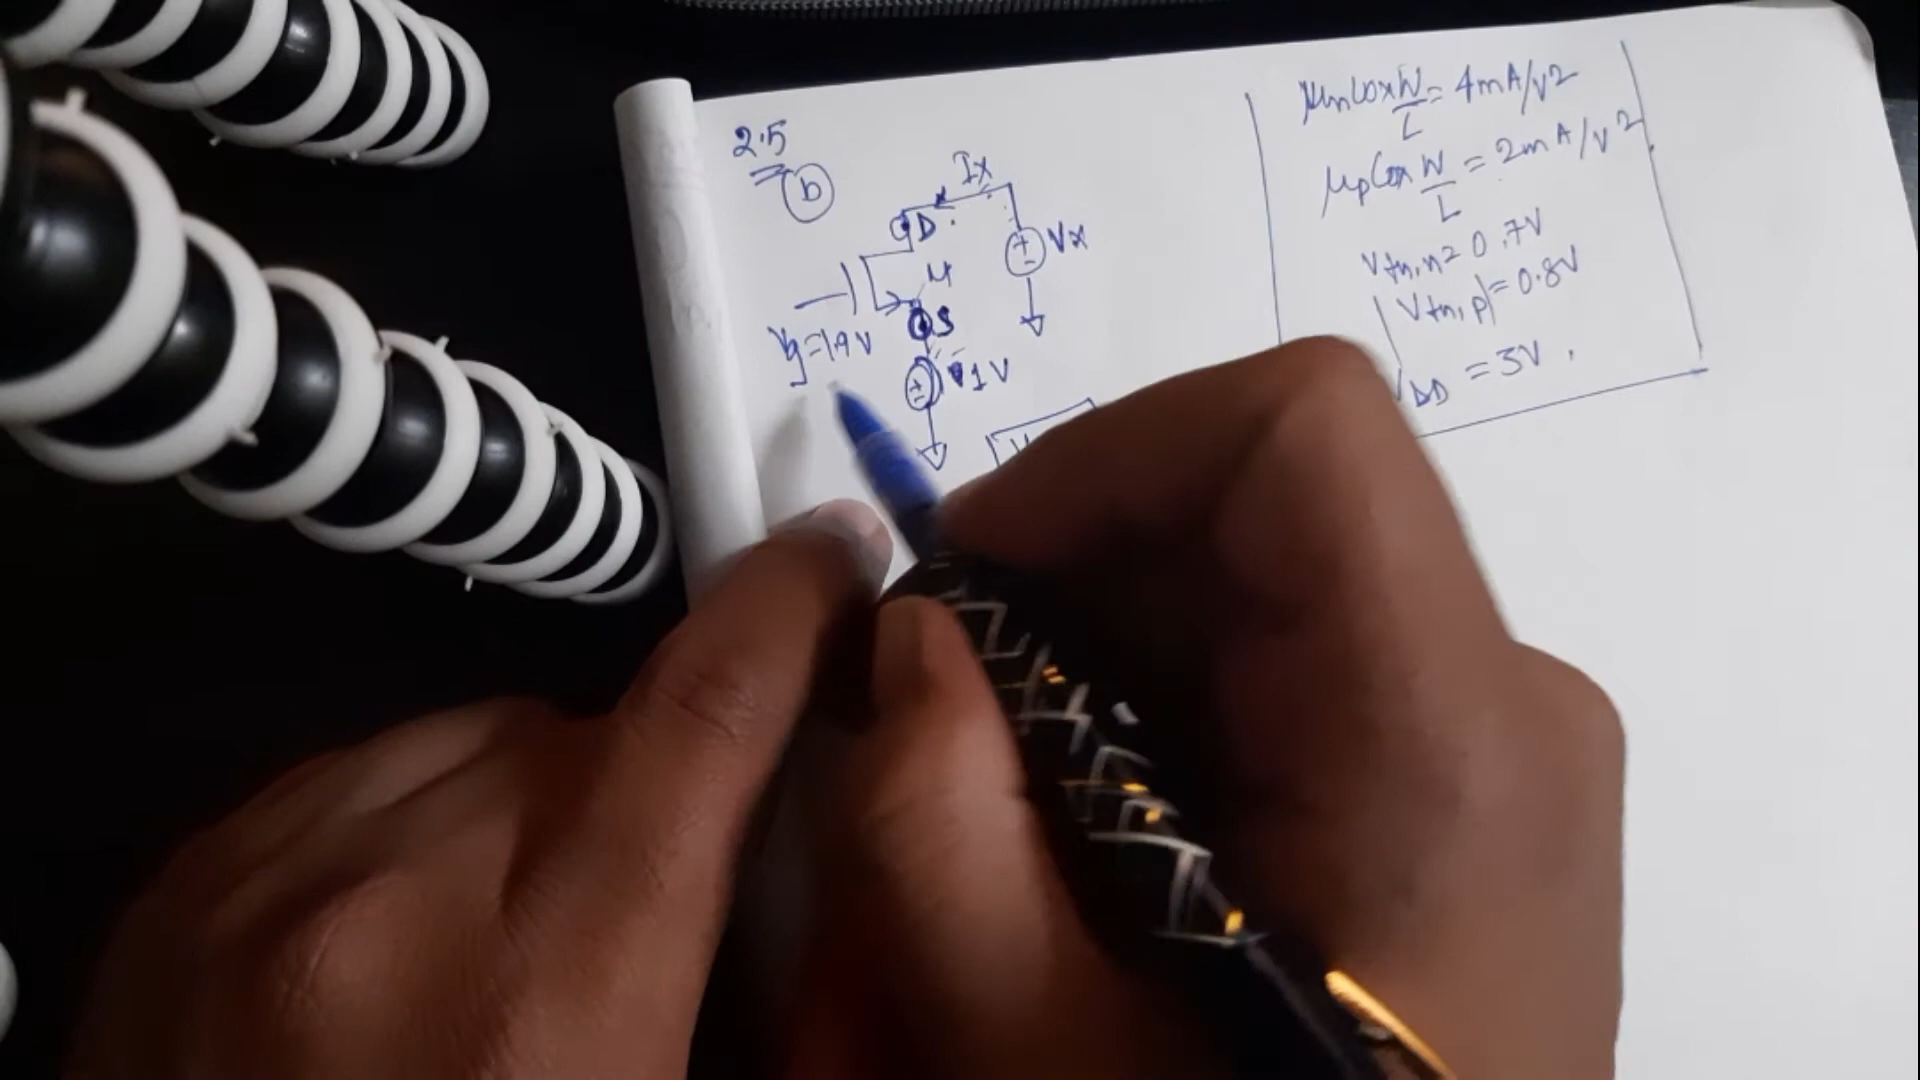 2.5
b
Ix
D
Vx
M
S
Vg=1.9V
1V
μnCox W/L = 4mA/V2
μpCox W/L = 2mA/V2
Vth,n = 0.7V
|Vth,p| = 0.8V
VDD = 3V.